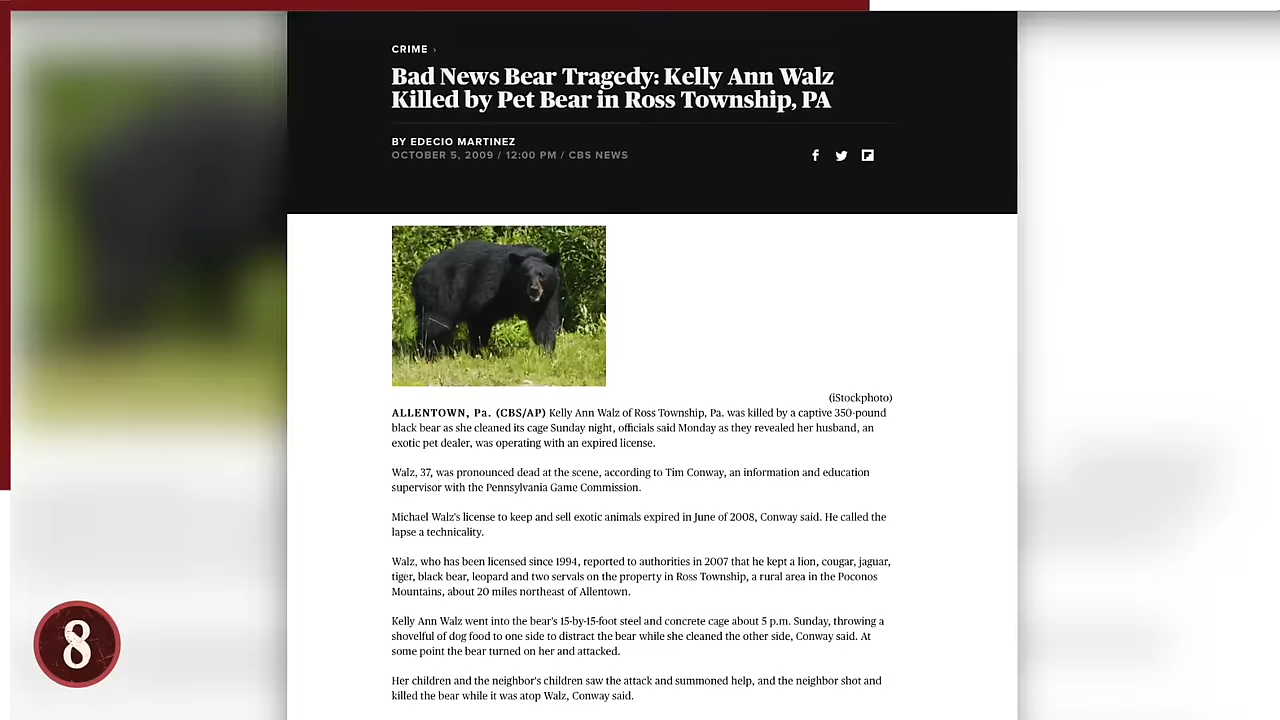 CRIME ›
Bad News Bear Tragedy: Kelly Ann Walz
Killed by Pet Bear in Ross Township, PA
BY EDECIO MARTINEZ
OCTOBER 5, 2009 / 12:00 PM / CBS NEWS
(iStockphoto)
ALLENTOWN, Pa. (CBS/AP) Kelly Ann Walz of Ross Township, Pa. was killed by a captive 350-pound
black bear as she cleaned its cage Sunday night, officials said Monday as they revealed her husband, an
exotic pet dealer, was operating with an expired license.
Walz, 37, was pronounced dead at the scene, according to Tim Conway, an information and education
supervisor with the Pennsylvania Game Commission.
Michael Walz's license to keep and sell exotic animals expired in June of 2008, Conway said. He called the
lapse a technicality.
Walz, who has been licensed since 1994, reported to authorities in 2007 that he kept a lion, cougar, jaguar,
tiger, black bear, leopard and two servals on the property in Ross Township, a rural area in the Poconos
Mountains, about 20 miles northeast of Allentown.
Kelly Ann Walz went into the bear's 15-by-15-foot steel and concrete cage about 5 p.m. Sunday, throwing a
shovelful of dog food to one side to distract the bear while she cleaned the other side, Conway said. At
some point the bear turned on her and attacked.
Her children and the neighbor's children saw the attack and summoned help, and the neighbor shot and
killed the bear while it was atop Walz, Conway said.
8